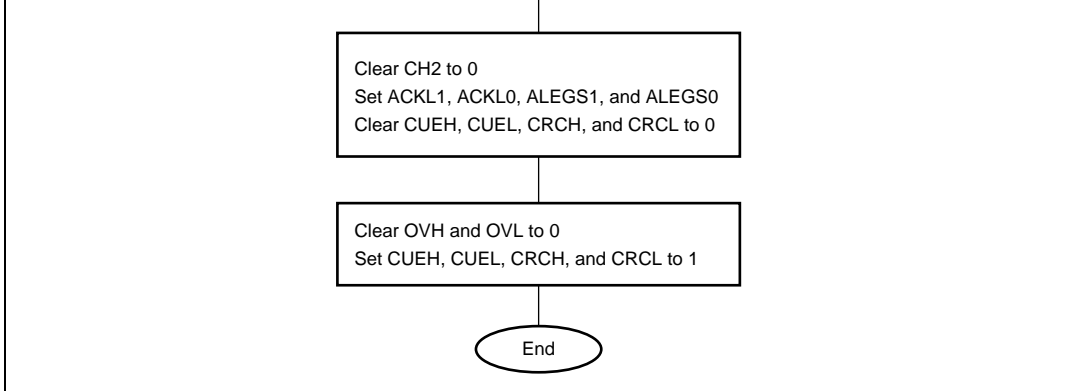 Clear CH2 to 0
Set ACKL1, ACKL0, ALEGS1, and ALEGS0
Clear CUEH, CUEL, CRCH, and CRCL to 0
Clear OVH and OVL to 0
Set CUEH, CUEL, CRCH, and CRCL to 1
End